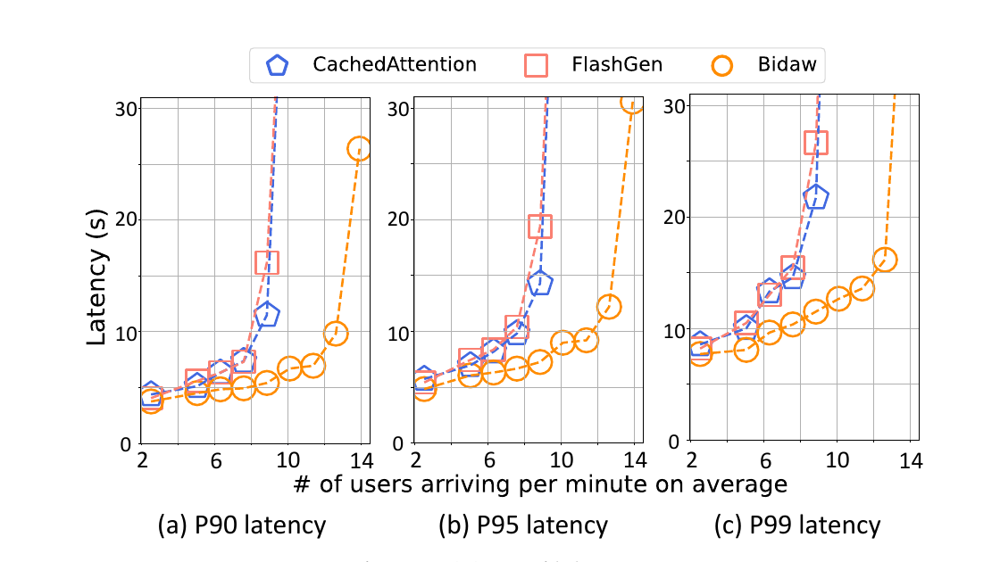 CachedAttention FlashGen Bidaw
Latency (s)
30 20 10 0
2 6 10 14
30 20 10 0
2 6 10 14
30 20 10 0
2 6 10 14
# of users arriving per minute on average
(a) P90 latency (b) P95 latency (c) P99 latency